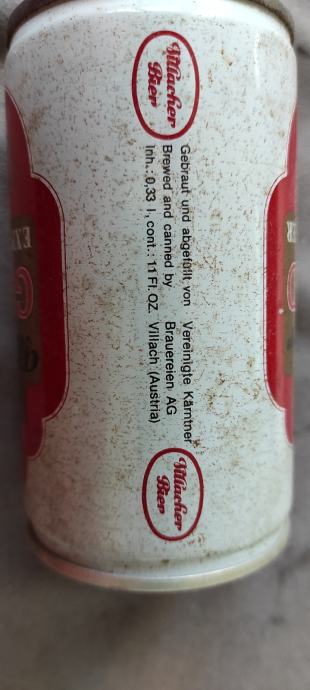 Villacher
Bier
Gebraut und abgefüllt von Vereinigte Kärntner
Brewed and canned by Brauereien AG
Inh.: 0,33 l, cont.: 11 Fl. OZ. Villach (Austria)
Villacher
Bier